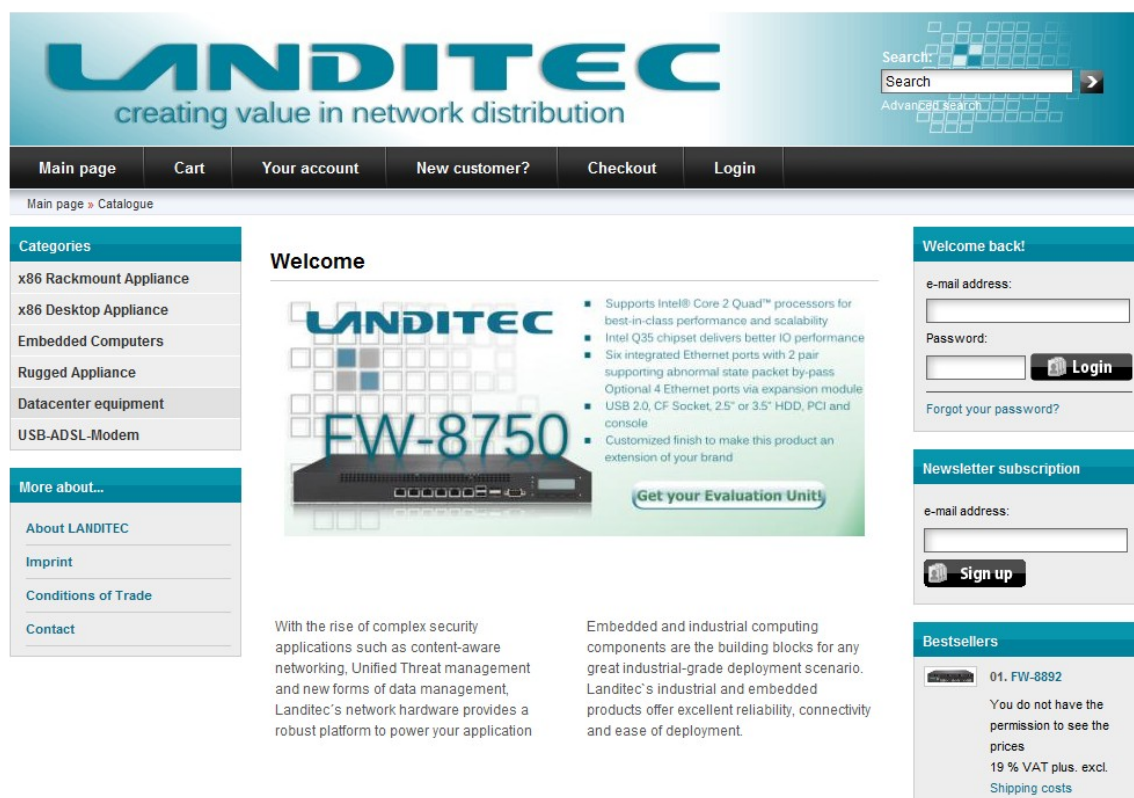 LANDITEC
creating value in network distribution
Search:
Search
Advanced search
Main page
Cart
Your account
New customer?
Checkout
Login
Main page » Catalogue
Categories
x86 Rackmount Appliance
x86 Desktop Appliance
Embedded Computers
Rugged Appliance
Datacenter equipment
USB-ADSL-Modem
More about...
About LANDITEC
Imprint
Conditions of Trade
Contact
Welcome
LANDITEC
FW-8750
Supports Intel® Core 2 Quad™ processors for
best-in-class performance and scalability
Intel Q35 chipset delivers better IO performance
Six integrated Ethernet ports with 2 pair
supporting abnormal state packet by-pass
Optional 4 Ethernet ports via expansion module
USB 2.0, CF Socket, 2.5" or 3.5" HDD, PCI and
console
Customized finish to make this product an
extension of your brand
Get your Evaluation Unit!
With the rise of complex security
applications such as content-aware
networking, Unified Threat management
and new forms of data management,
Landitec´s network hardware provides a
robust platform to power your application
Embedded and industrial computing
components are the building blocks for any
great industrial-grade deployment scenario.
Landitec`s industrial and embedded
products offer excellent reliability, connectivity
and ease of deployment.
Welcome back!
e-mail address:
Password:
Login
Forgot your password?
Newsletter subscription
e-mail address:
Sign up
Bestsellers
01. FW-8892
You do not have the
permission to see the
prices
19 % VAT plus. excl.
Shipping costs